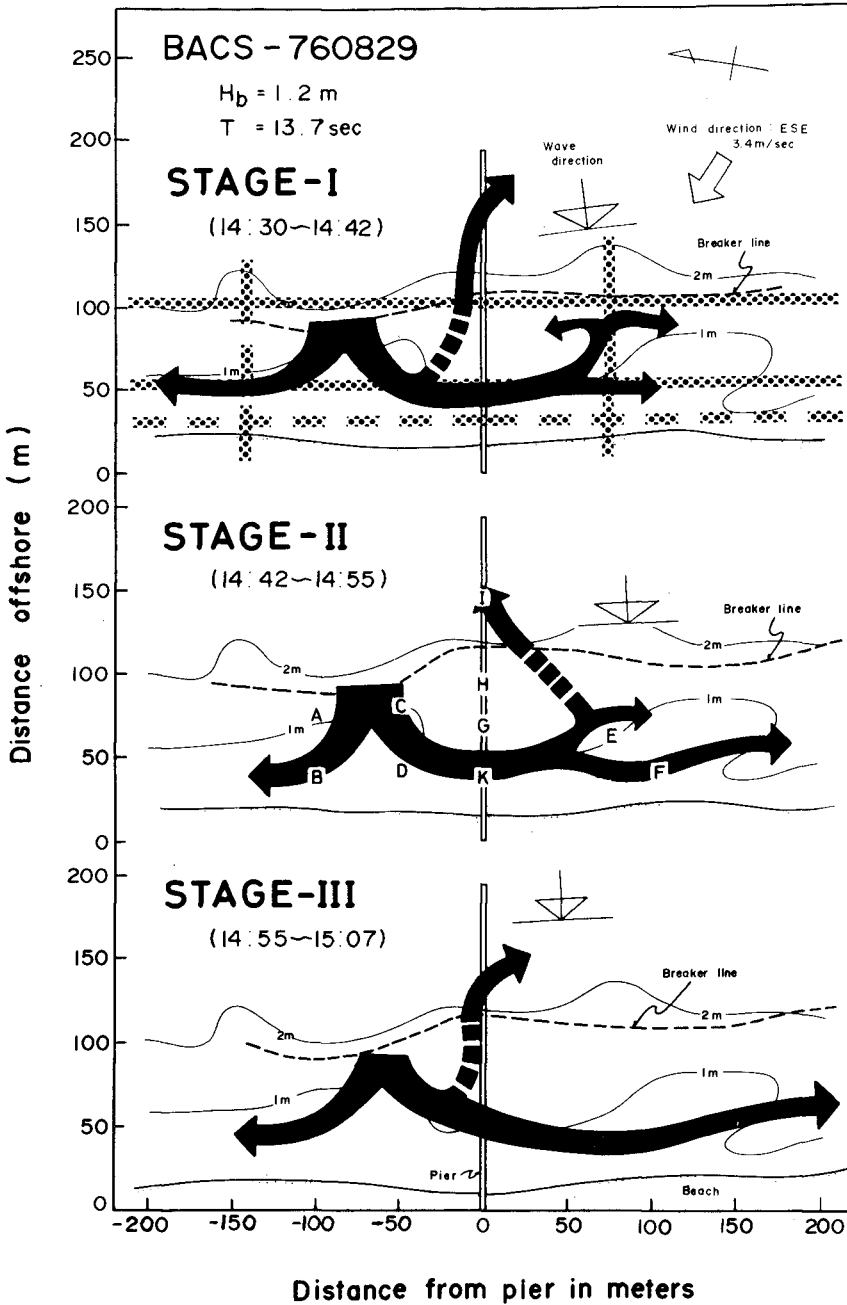 BACS-760829
Hb = 1.2 m
T = 13.7 sec
Wind direction : ESE
3.4m/sec
Wave
direction
STAGE-I
(14:30~14:42)
Breaker line
2m
1m
1m
250
200
150
100
50
0
STAGE-II
(14:42~14:55)
Breaker line
I
2m
2m
H
A
C
1m
1m
G
E
B
D
K
F
200
150
100
50
0
STAGE-III
(14:55~15:07)
Breaker line
2m
2m
1m
1m
Pier
Beach
200
150
100
50
0
-200
-150
-100
-50
0
50
100
150
200
Distance offshore (m)
Distance from pier in meters